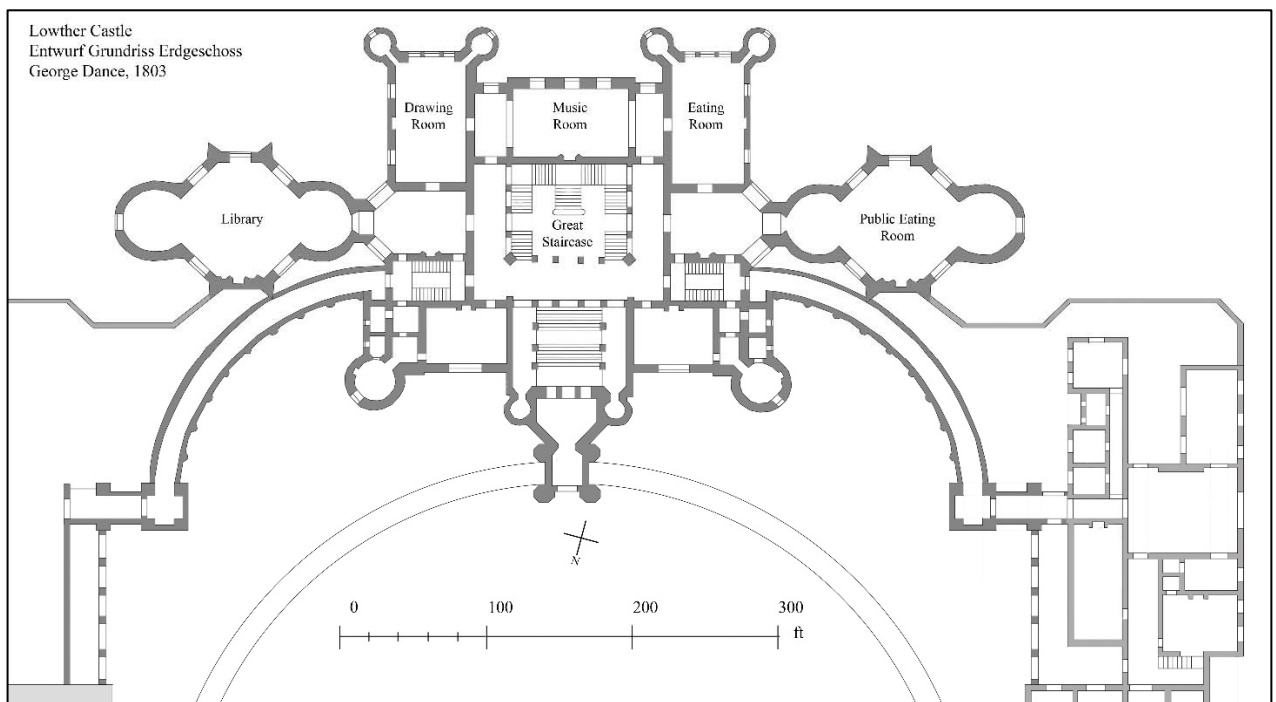 Lowther Castle
Entwurf Grundriss Erdgeschoss
George Dance, 1803
Drawing
Room
Music
Room
Eating
Room
Library
Great
Staircase
Public Eating
Room
N
0 100 200 300
ft